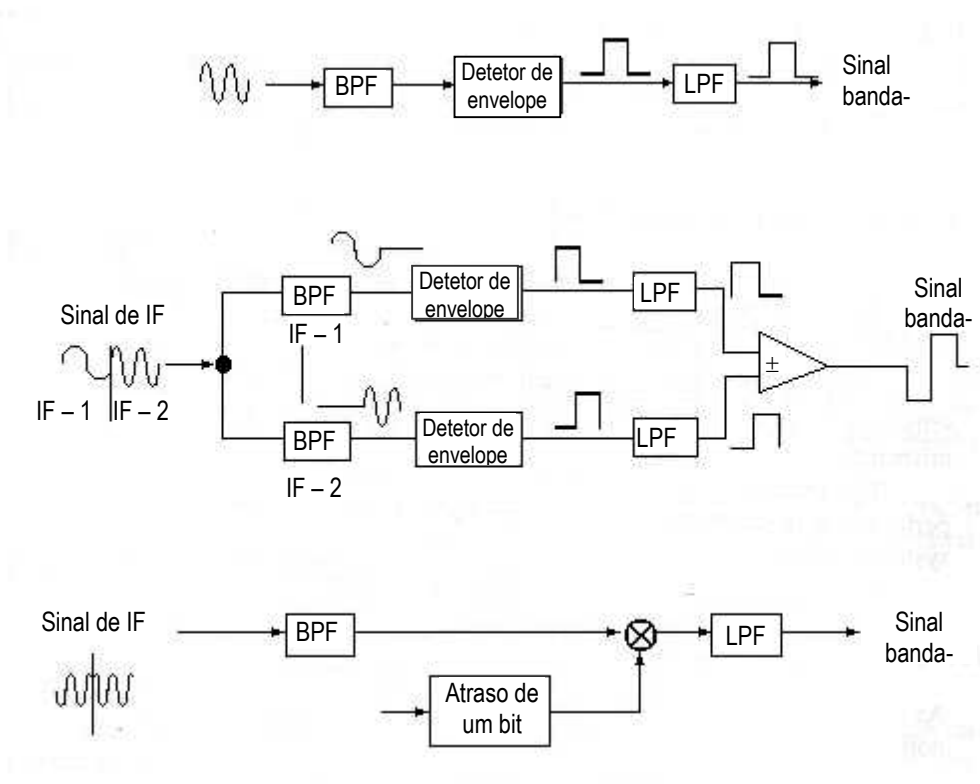 BPF
Detetor de
envelope
LPF
Sinal
banda-
Sinal de IF
IF – 1
IF – 2
BPF
IF – 1
Detetor de
envelope
LPF
BPF
IF – 2
Detetor de
envelope
LPF
±
Sinal
banda-
Sinal de IF
BPF
Atraso de
um bit
LPF
Sinal
banda-